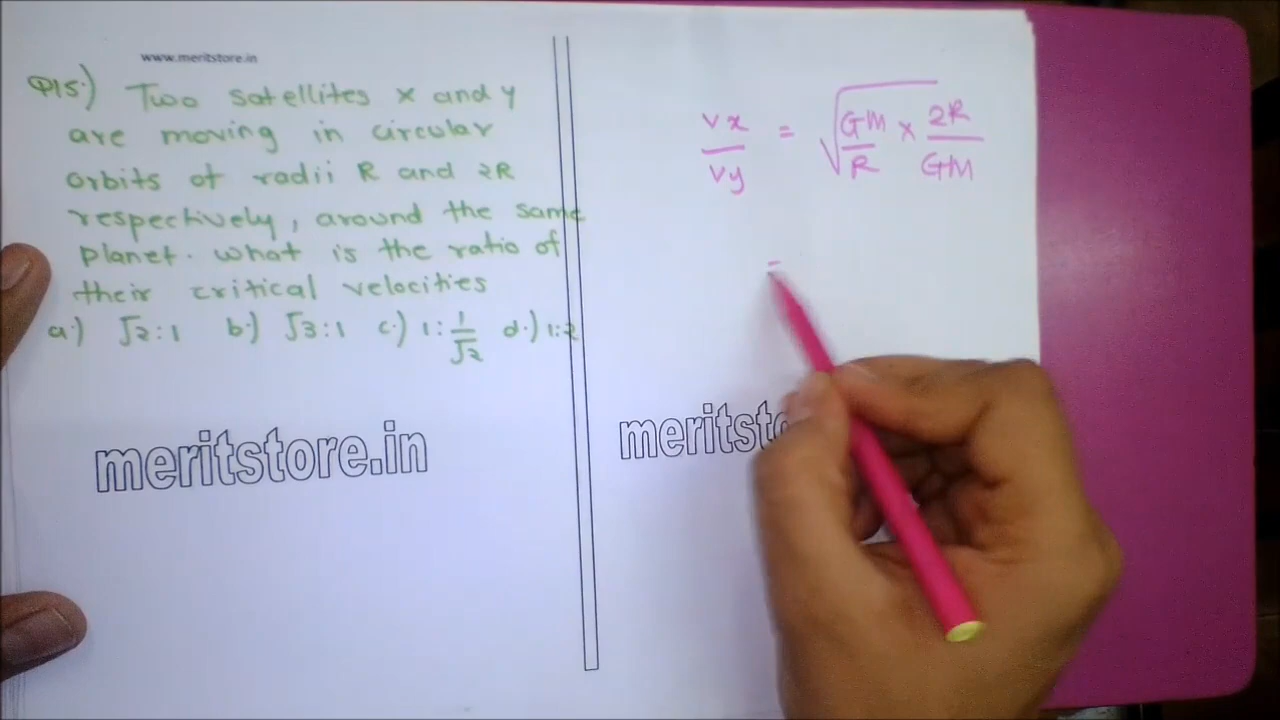 www.meritstore.in
Q15.) Two satellites x and y
are moving in circular
orbits of radii R and 2R
respectively, around the same
planet. what is the ratio of
their critical velocities
a.) √2:1 b.) √3:1 c.) 1:1/√2 d.) 1:2
meritstore.in
vx/vy = √(GM/R × 2R/GM)
=
meritsto